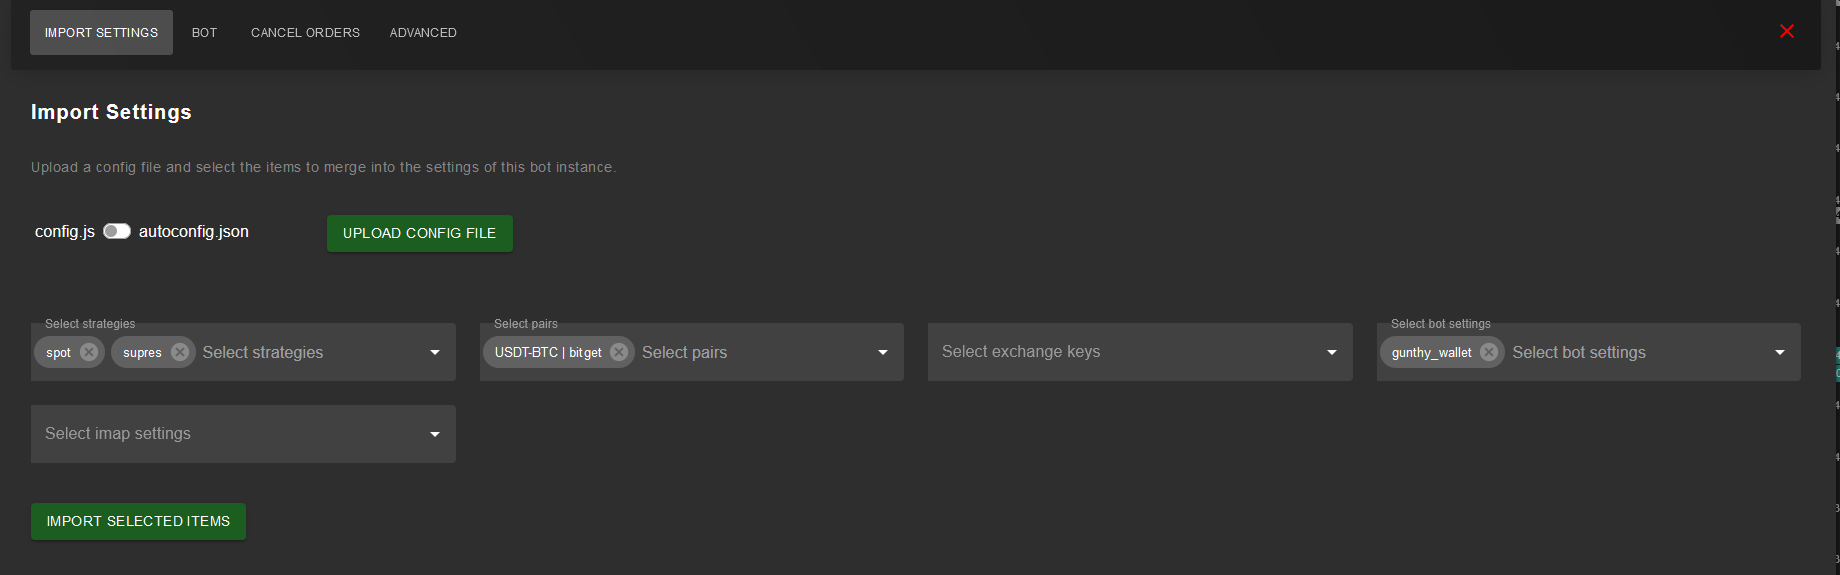 IMPORT SETTINGS BOT CANCEL ORDERS ADVANCED
Import Settings
Upload a config file and select the items to merge into the settings of this bot instance.
config.js autoconfig.json UPLOAD CONFIG FILE
Select strategies Select pairs Select bot settings
spot supres Select strategies USDT-BTC | bitget Select pairs Select exchange keys gunthy_wallet Select bot settings
Select imap settings
IMPORT SELECTED ITEMS